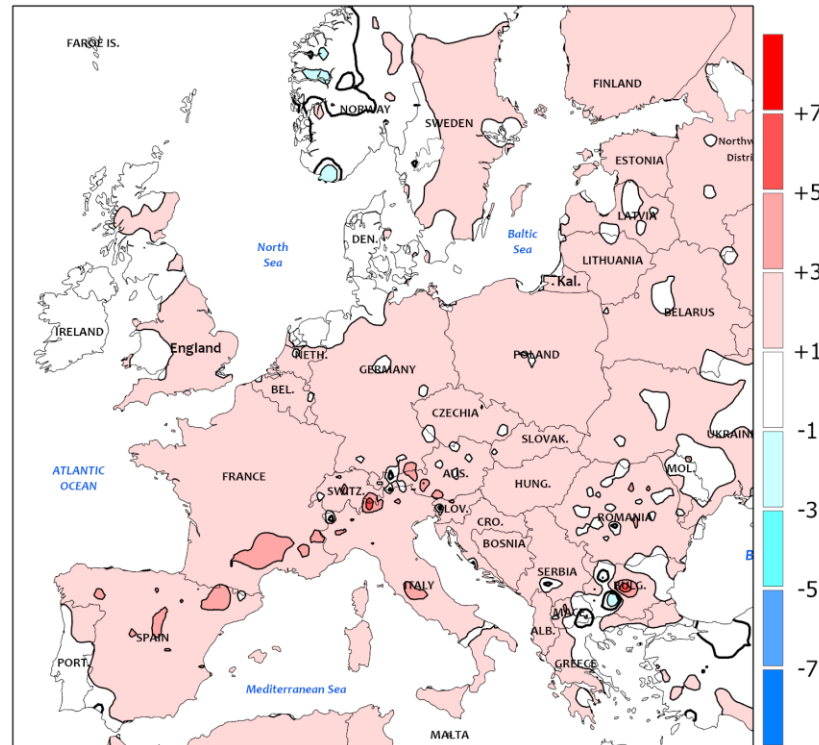 FAROE IS.
FINLAND
NORWAY
SWEDEN
Northw
Distri
ESTONIA
LATVIA
North
Sea
DEN.
Baltic
Sea
LITHUANIA
Kal.
BELARUS
IRELAND
England
NETH.
GERMANY
POLAND
BEL.
CZECHIA
UKRAIN
SLOVAK.
MOL.
ATLANTIC
OCEAN
FRANCE
SWITZ.
AUS.
HUNG.
SLOV.
CRO.
ROMANIA
BOSNIA
B
SERBIA
ITALY
BULG.
MACE.
SPAIN
ALB.
PORT.
GREECE
Mediterranean Sea
MALTA
+7
+5
+3
+1
-1
-3
-5
-7